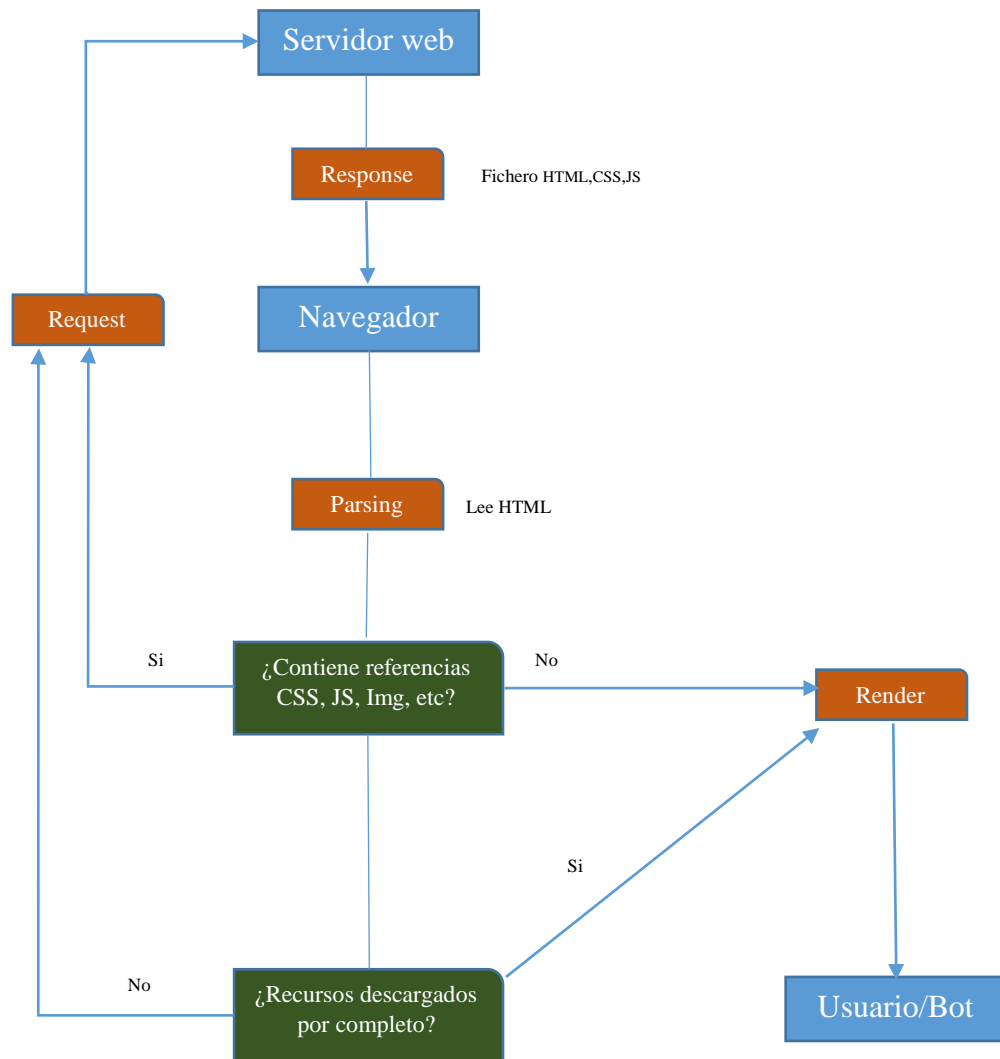 Servidor web
Response
Fichero HTML,CSS,JS
Request
Navegador
Parsing
Lee HTML
Si
¿Contiene referencias
CSS, JS, Img, etc?
No
Render
Si
No
¿Recursos descargados
por completo?
Usuario/Bot